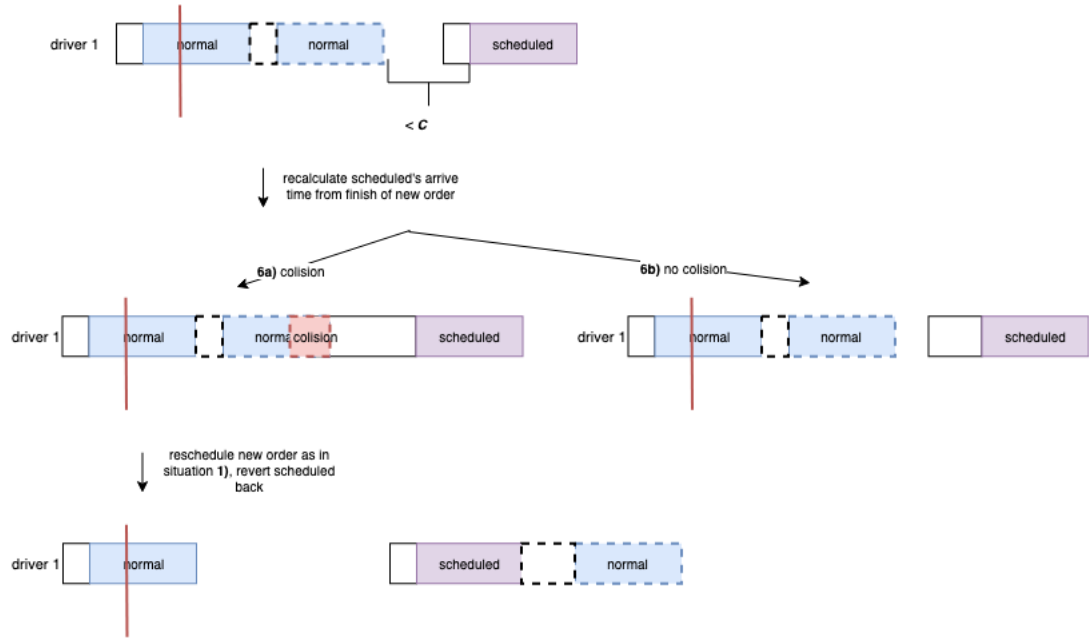 driver 1
normal
normal
scheduled
< C
recalculate scheduled's arrive
time from finish of new order
6a) colision
6b) no collision
driver 1
normal
normal
colision
scheduled
driver 1
normal
normal
scheduled
reschedule new order as in
situation 1), revert scheduled
back
driver 1
normal
scheduled
normal